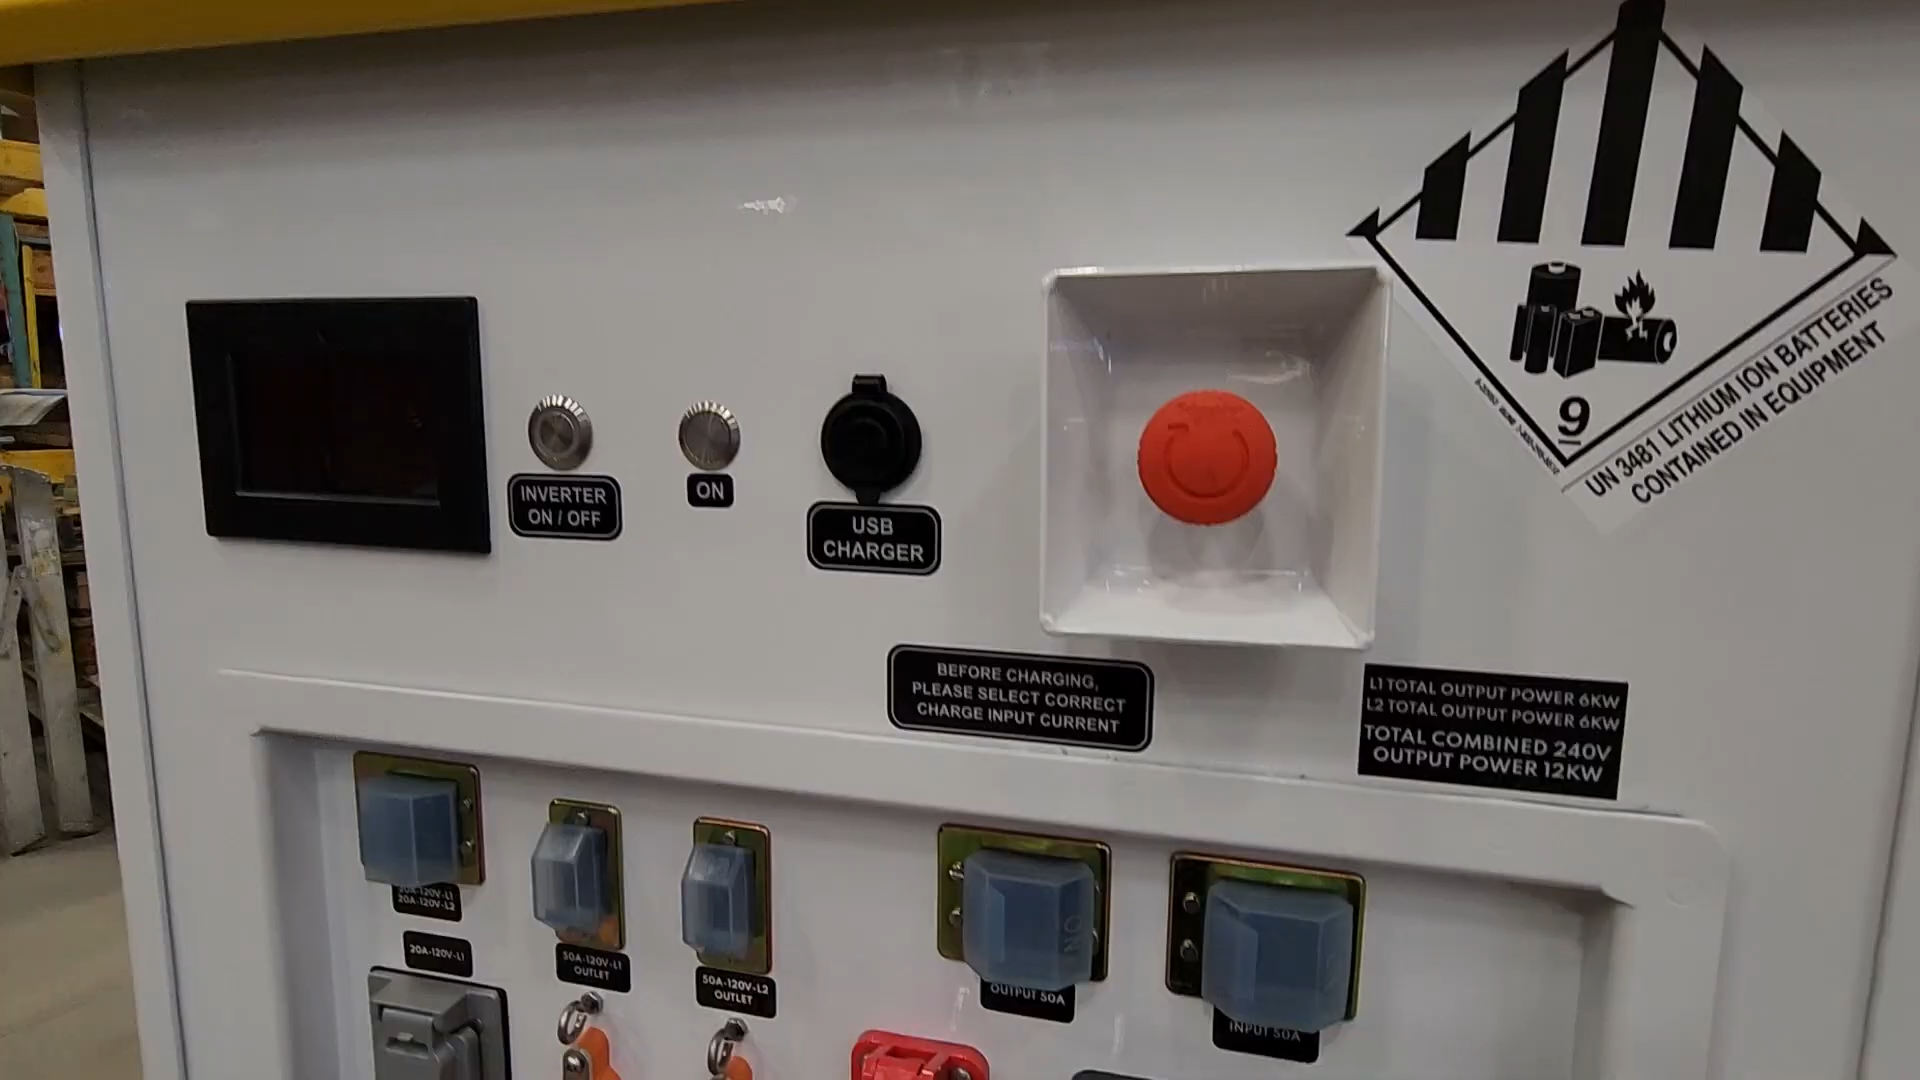 INVERTER
ON / OFF
ON
USB
CHARGER
9
UN 3481 LITHIUM ION BATTERIES
CONTAINED IN EQUIPMENT
BEFORE CHARGING,
PLEASE SELECT CORRECT
CHARGE INPUT CURRENT
L1 TOTAL OUTPUT POWER 6KW
L2 TOTAL OUTPUT POWER 6KW
TOTAL COMBINED 240V
OUTPUT POWER 12KW
20A-120V-L1
20A-120V-L2
20A-120V-L1
50A-120V-L1
OUTLET
50A-120V-L2
OUTLET
ON
OUTPUT 50A
INPUT 50A